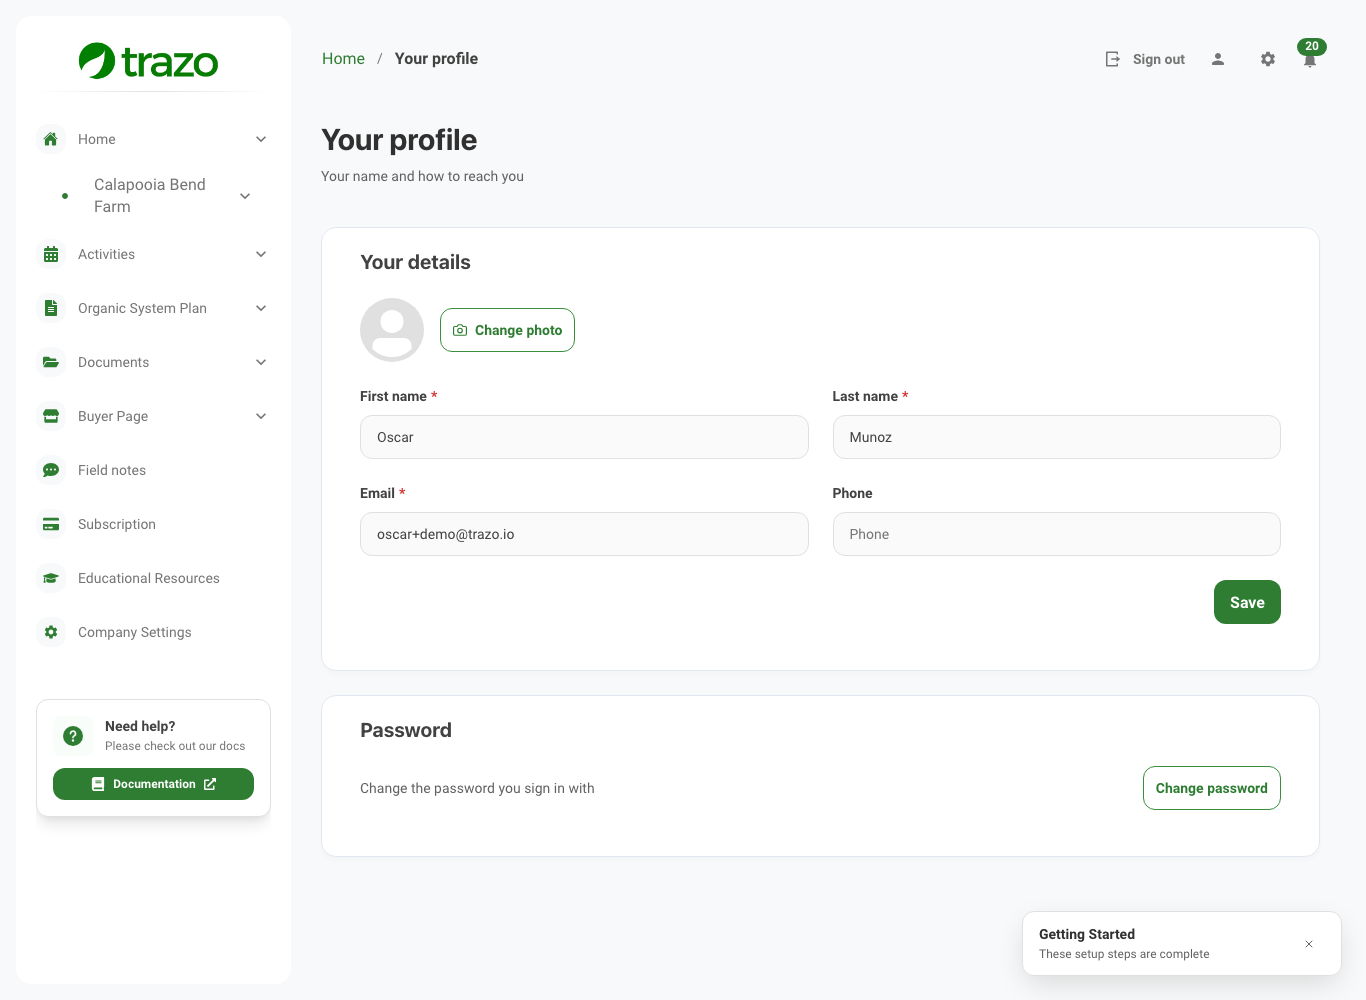 trazo
Home
Calapooia Bend
Farm
Activities
Organic System Plan
Documents
Buyer Page
Field notes
Subscription
Educational Resources
Company Settings
Need help?
Please check out our docs
Documentation
Home / Your profile
Sign out
20
Your profile
Your name and how to reach you
Your details
Change photo
First name *
Last name *
Oscar
Munoz
Email *
Phone
oscar+demo@trazo.io
Phone
Save
Password
Change the password you sign in with
Change password
Getting Started
These setup steps are complete